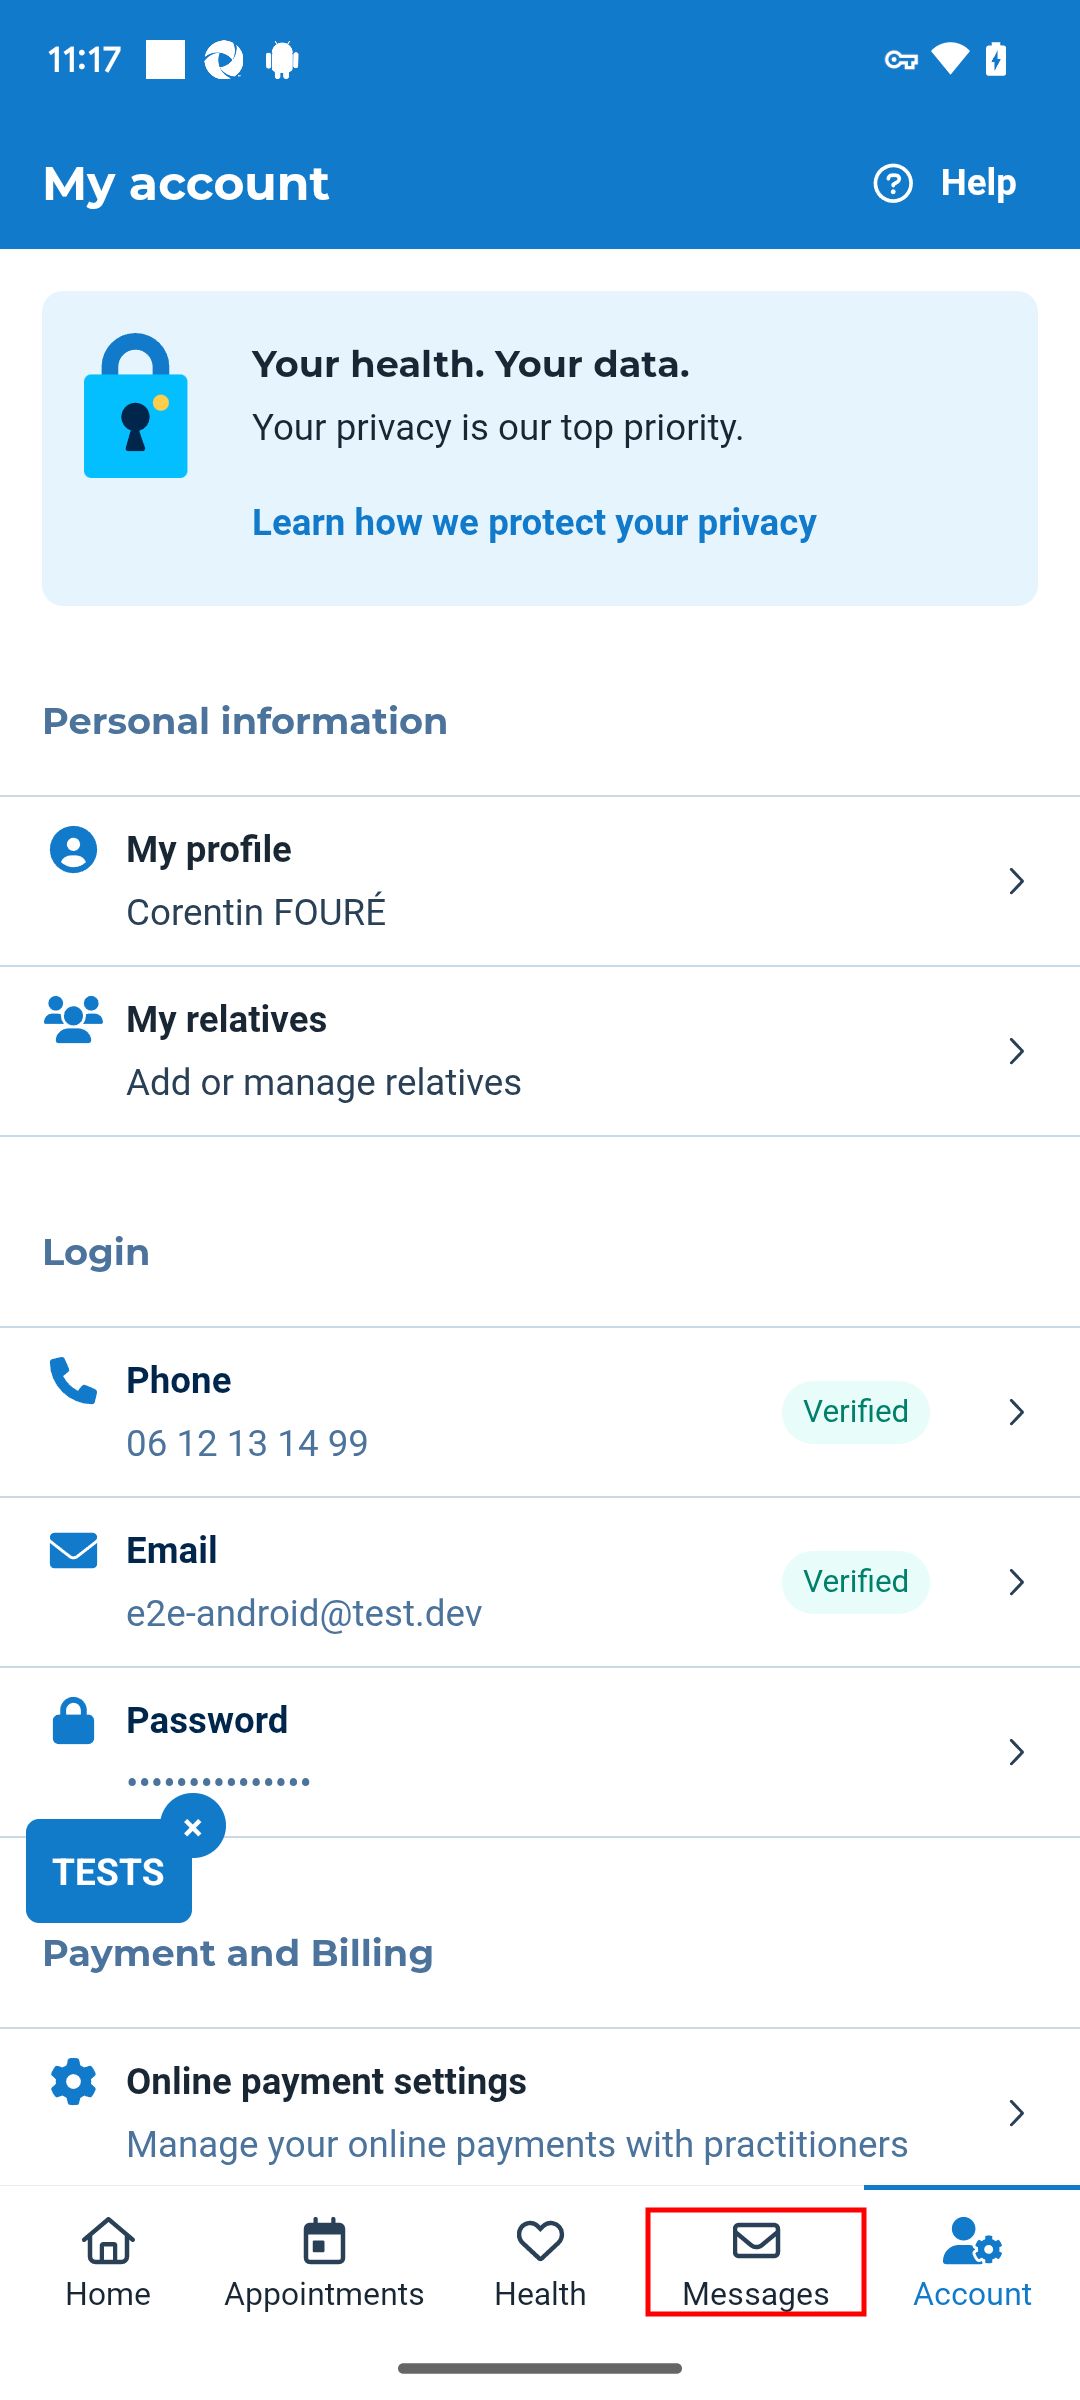 11:17
My account
Help
Your health. Your data.
Your privacy is our top priority.
Learn how we protect your privacy
Personal information
My profile
Corentin FOURÉ
My relatives
Add or manage relatives
Login
Phone
06 12 13 14 99
Verified
Email
e2e-android@test.dev
Verified
Password
•••••••••••••••
TESTS
×
Payment and Billing
Online payment settings
Manage your online payments with practitioners
Home
Appointments
Health
Messages
Account